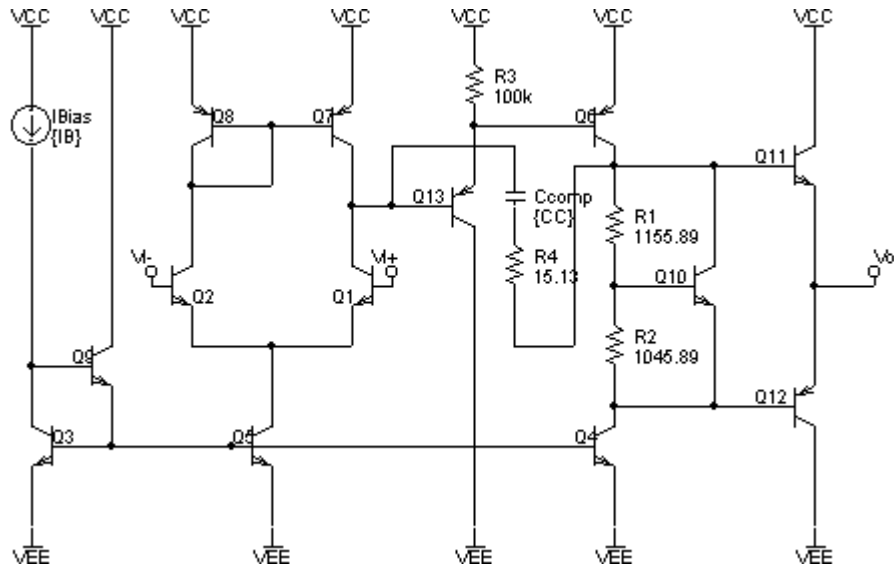 VCC VCC VCC VCC VCC VCC VCC
R3
100k
IBias
{IB}
Q8 Q7 Q6
Q13
Ccomp
{CC}
Q11
R1
1155.89
R4
15.13
Vi- Vi+ Vo
Q2 Q1 Q10
R2
1045.89
Q9
Q12
Q3 Q5 Q4
VEE VEE VEE VEE VEE